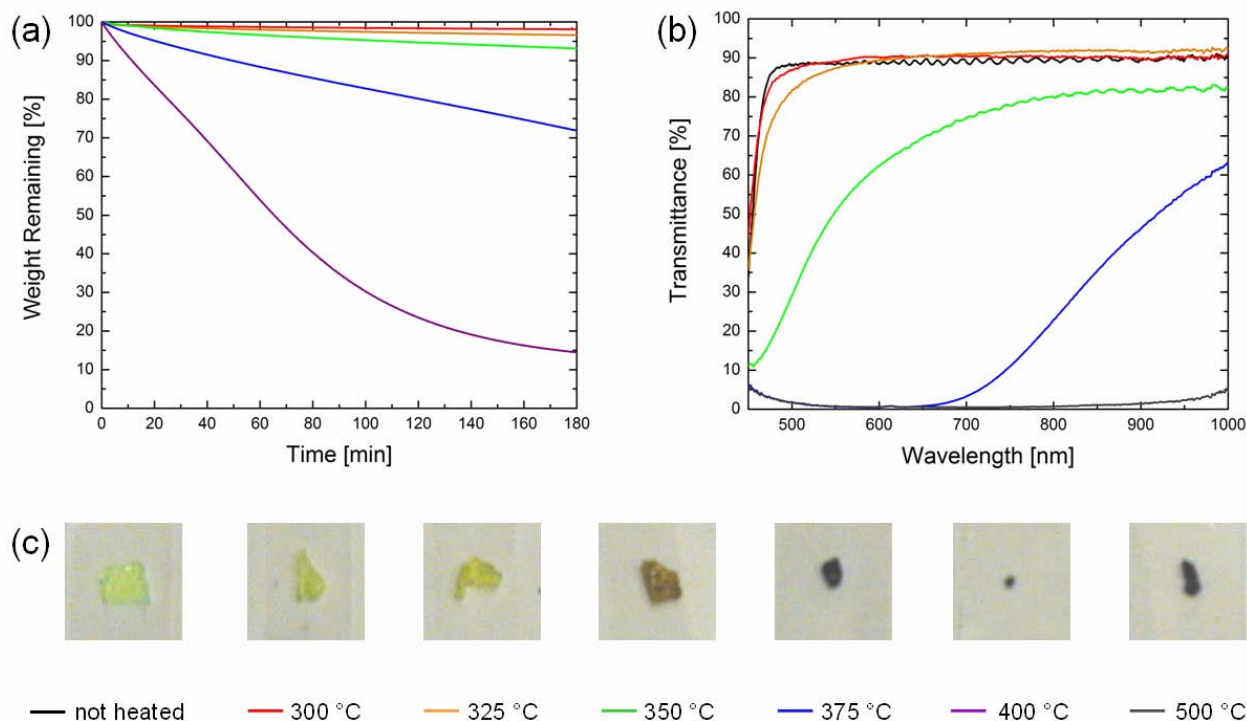 (a)
Weight Remaining [%]
100
90
80
70
60
50
40
30
20
10
0
0 20 40 60 80 100 120 140 160 180
Time [min]
(b)
Transmittance [%]
100
90
80
70
60
50
40
30
20
10
0
500 600 700 800 900 1000
Wavelength [nm]
(c)
not heated 300 °C 325 °C 350 °C 375 °C 400 °C 500 °C